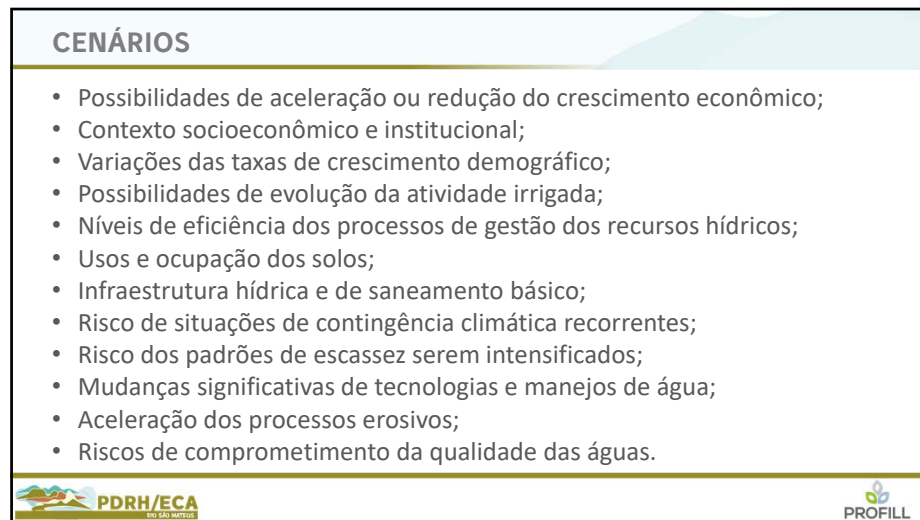 CENÁRIOS
• Possibilidades de aceleração ou redução do crescimento econômico;
• Contexto socioeconômico e institucional;
• Variações das taxas de crescimento demográfico;
• Possibilidades de evolução da atividade irrigada;
• Níveis de eficiência dos processos de gestão dos recursos hídricos;
• Usos e ocupação dos solos;
• Infraestrutura hídrica e de saneamento básico;
• Risco de situações de contingência climática recorrentes;
• Risco dos padrões de escassez serem intensificados;
• Mudanças significativas de tecnologias e manejos de água;
• Aceleração dos processos erosivos;
• Riscos de comprometimento da qualidade das águas.
PDRH/ECA
RIO SÃO MATEUS
PROFILL